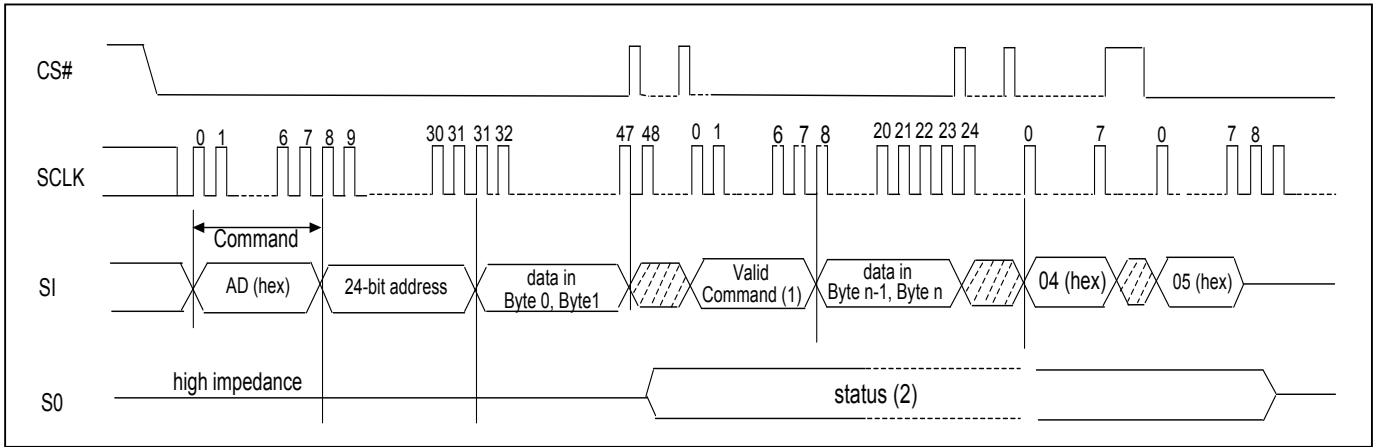 CS#
0 1 6 7 8 9 30 31 31 32 47 48 0 1 6 7 8 20 21 22 23 24 0 7 0 7 8
SCLK
Command
SI
AD (hex) 24-bit address data in Byte 0, Byte1 Valid Command (1) data in Byte n-1, Byte n 04 (hex) 05 (hex)
high impedance
S0
status (2)